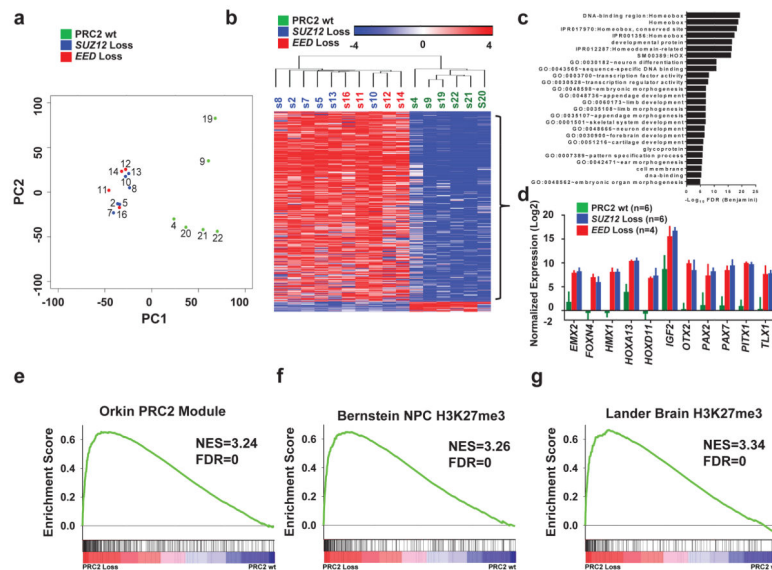 a
PRC2 wt
SUZ12 Loss
EED Loss
PC2
100
50
0
-50
-100
19
9
12
14
13
10
8
11
2
5
7
16
4
20
21
22
-100
-50
0
50
100
PC1
b
PRC2 wt
SUZ12 Loss
EED Loss
-4 0 4
s8 s2 s7 s5 s13 s16 s11 s10 s12 s14 s4 s9 s19 s22 s21 S20
c
DNA-binding region:Homeobox
Homeobox
IPR017970:Homeobox, conserved site
IPR001356:Homeobox
developmental protein
IPR012287:Homeodomain-related
SM00389:HOX
GO:0030182~neuron differentiation
GO:0043565~sequence-specific DNA binding
GO:0003700~transcription factor activity
GO:0030528~transcription regulator activity
GO:0048598~embryonic morphogenesis
GO:0048736~appendage development
GO:0060173~limb development
GO:0035108~limb morphogenesis
GO:0035107~appendage morphogenesis
GO:0001501~skeletal system development
GO:0048666~neuron development
GO:0030900~forebrain development
GO:0051216~cartilage development
glycoprotein
GO:0007389~pattern specification process
GO:0042471~ear morphogenesis
cell membrane
dna-binding
GO:0048562~embryonic organ morphogenesis
0 5 10 15 20 25
-Log10 FDR (Benjamini)
d
PRC2 wt (n=6)
SUZ12 Loss (n=6)
EED Loss (n=4)
Normalized Expression (Log2)
20
15
10
5
0
-2
EMX2
FOXN4
HMX1
HOXA13
HOXD11
IGF2
OTX2
PAX2
PAX7
PITX1
TLX1
e
Orkin PRC2 Module
Enrichment Score
0.6
0.4
0.2
0.0
NES=3.24
FDR=0
PRC2 Loss
PRC2 wt
f
Bernstein NPC H3K27me3
Enrichment Score
0.6
0.4
0.2
0.0
NES=3.26
FDR=0
PRC2 Loss
PRC2 wt
g
Lander Brain H3K27me3
Enrichment Score
0.6
0.4
0.2
0.0
NES=3.34
FDR=0
PRC2 Loss
PRC2 wt